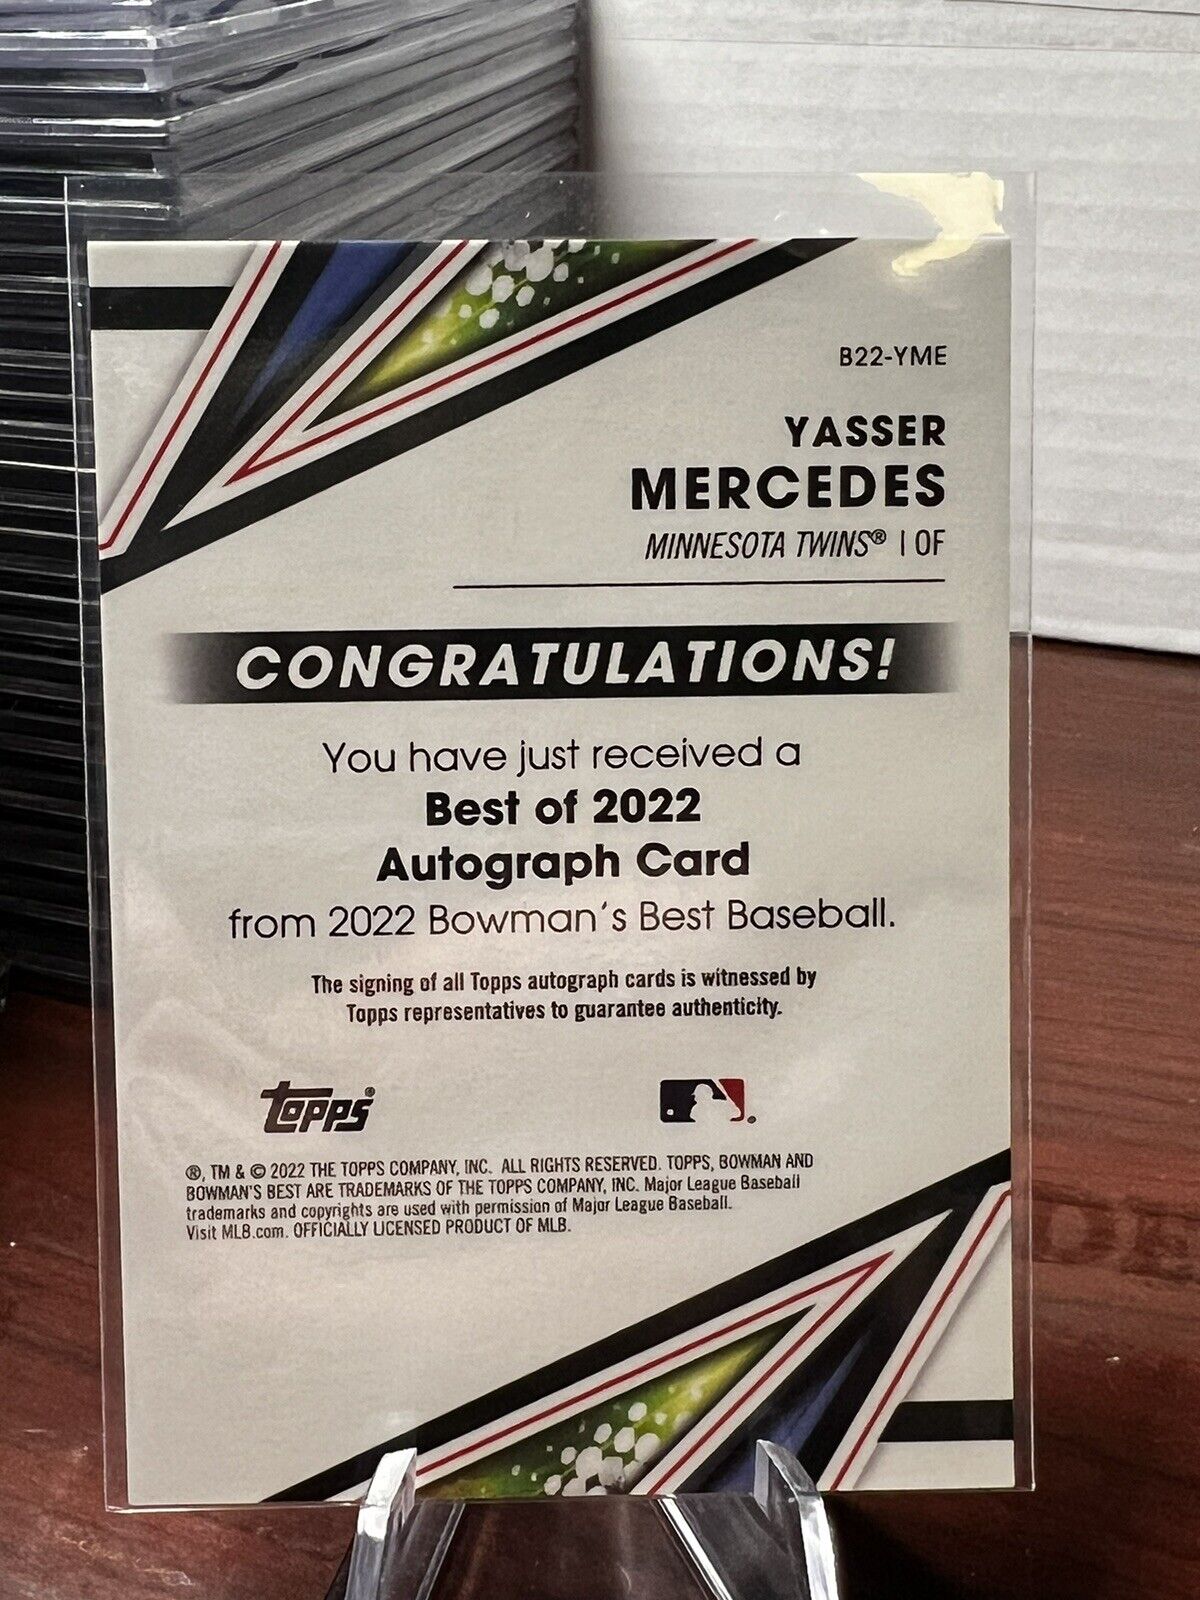 B22-YME
YASSER
MERCEDES
MINNESOTA TWINS® | OF
CONGRATULATIONS!
You have just received a
Best of 2022
Autograph Card
from 2022 Bowman's Best Baseball.
The signing of all Topps autograph cards is witnessed by
Topps representatives to guarantee authenticity.
topps®
®, TM & © 2022 THE TOPPS COMPANY, INC. ALL RIGHTS RESERVED. TOPPS, BOWMAN AND
BOWMAN'S BEST ARE TRADEMARKS OF THE TOPPS COMPANY, INC. Major League Baseball
trademarks and copyrights are used with permission of Major League Baseball.
Visit MLB.com. OFFICIALLY LICENSED PRODUCT OF MLB.